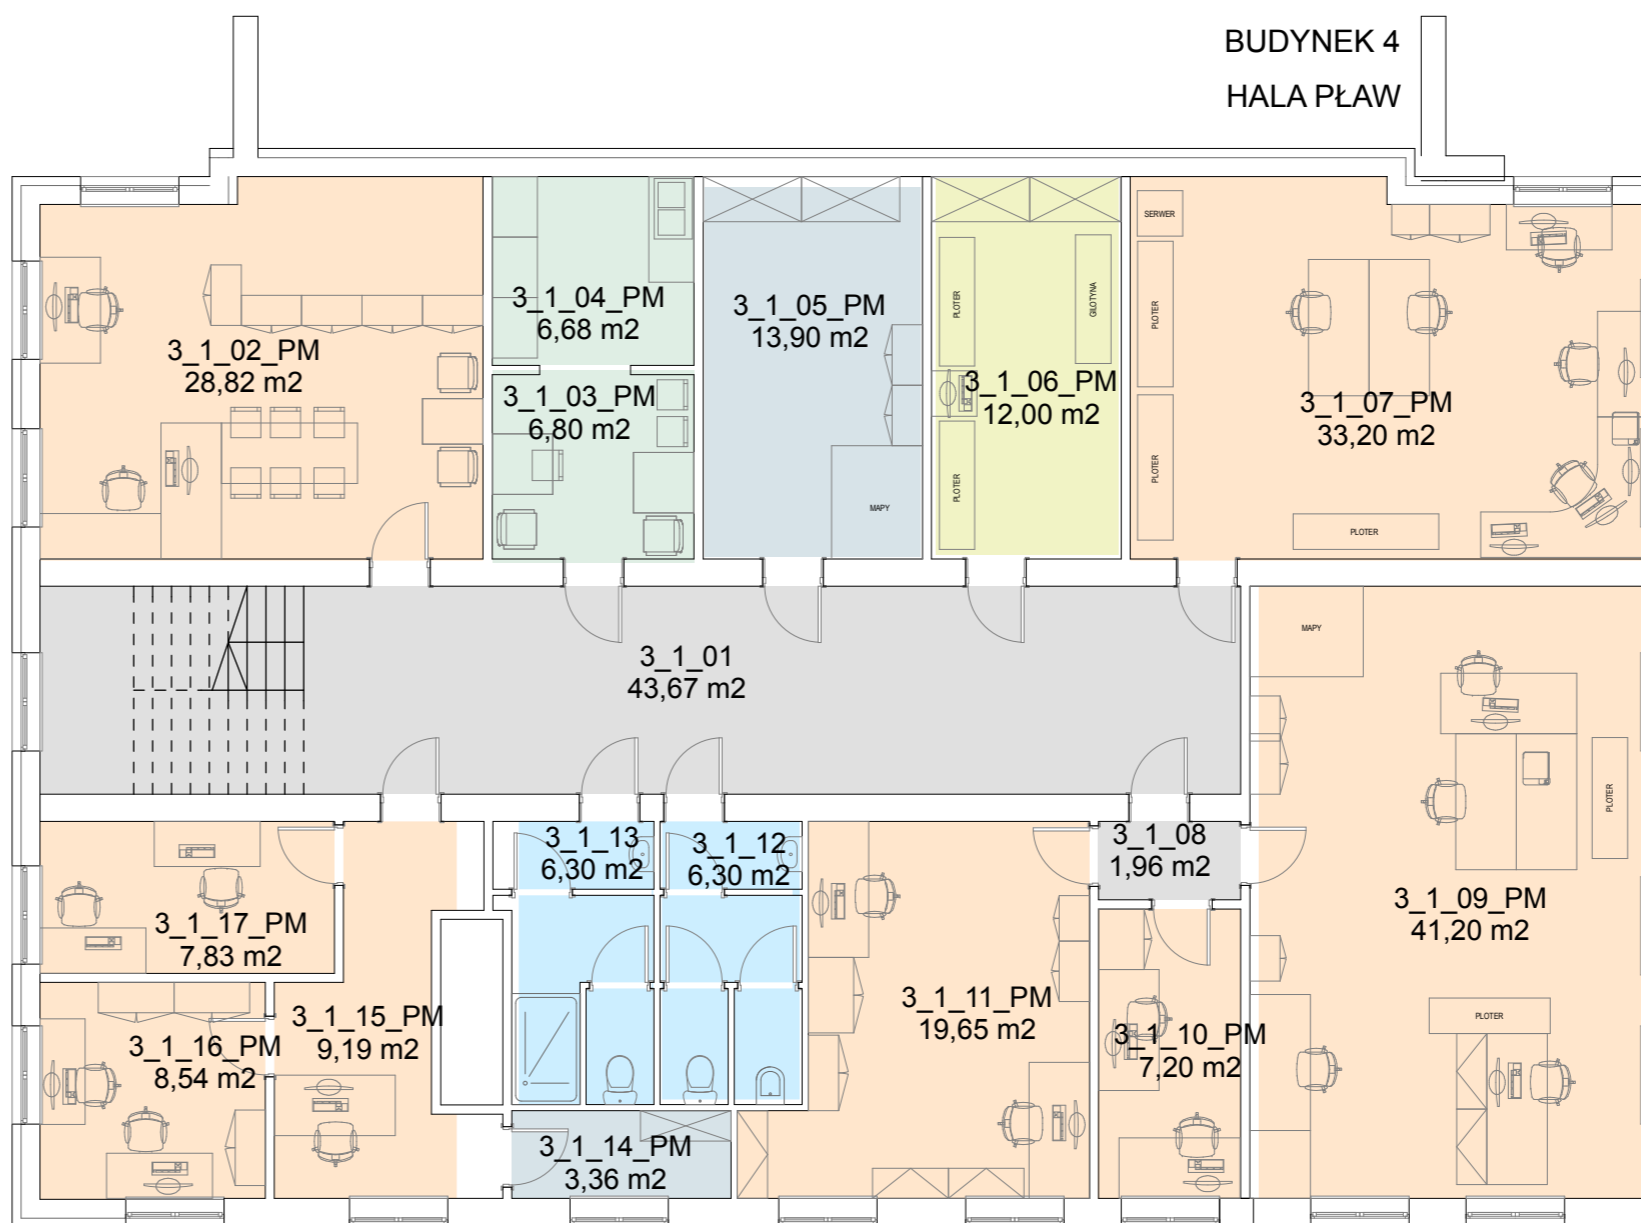 BUDYNEK 4
HALA PŁAW
SERWER
3_1_04_PM
6,68 m2
3_1_05_PM
13,90 m2
PLOTER
GILOTYNA
PLOTER
3_1_02_PM
28,82 m2
3_1_03_PM
6,80 m2
3_1_06_PM
12,00 m2
3_1_07_PM
33,20 m2
PLOTER
PLOTER
MAPY
PLOTER
3_1_01
43,67 m2
MAPY
PLOTER
3_1_13
6,30 m2
3_1_12
6,30 m2
3_1_08
1,96 m2
3_1_17_PM
7,83 m2
3_1_09_PM
41,20 m2
3_1_15_PM
9,19 m2
3_1_11_PM
19,65 m2
PLOTER
3_1_16_PM
8,54 m2
3_1_10_PM
7,20 m2
3_1_14_PM
3,36 m2